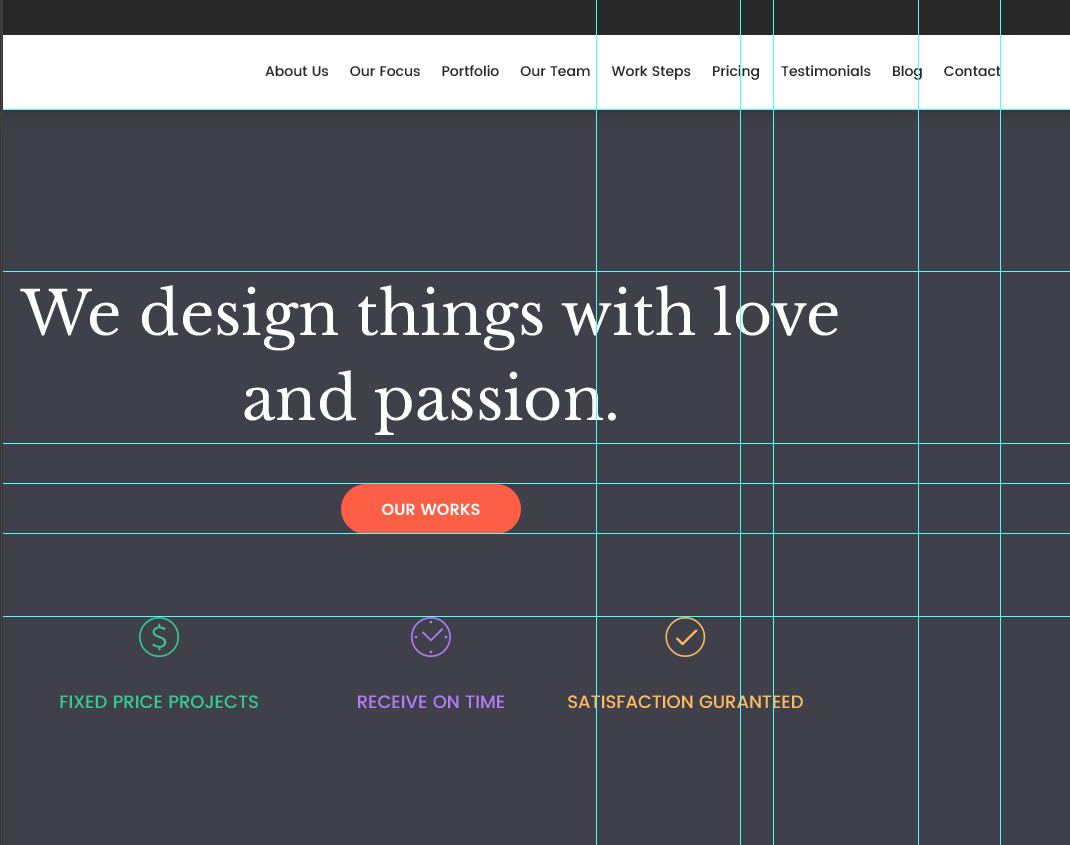 About Us Our Focus Portfolio Our Team Work Steps Pricing Testimonials Blog Contact
We design things with love
and passion.
OUR WORKS
FIXED PRICE PROJECTS RECEIVE ON TIME SATISFACTION GURANTEED